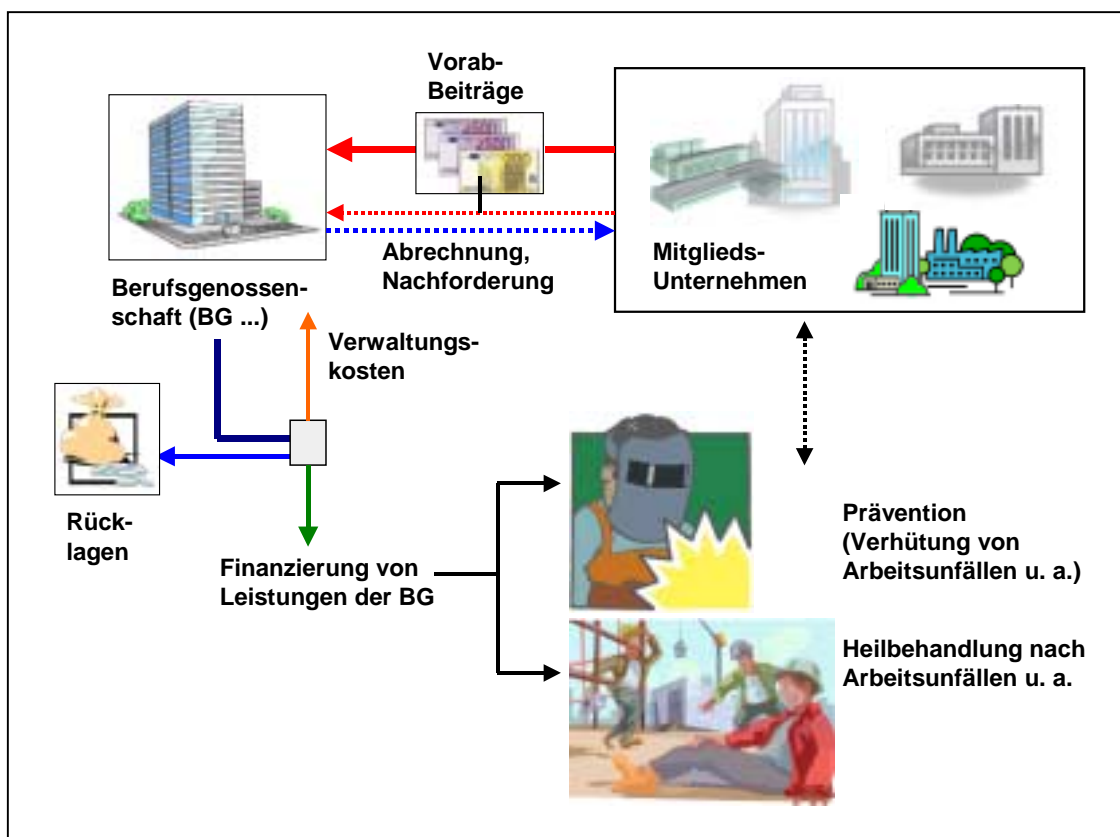 Vorab-
Beiträge
Abrechnung,
Nachforderung
Mitglieds-
Unternehmen
Berufsgenossen-
schaft (BG ...)
Verwaltungs-
kosten
Rück-
lagen
Finanzierung von
Leistungen der BG
Prävention
(Verhütung von
Arbeitsunfällen u. a.)
Heilbehandlung nach
Arbeitsunfällen u. a.